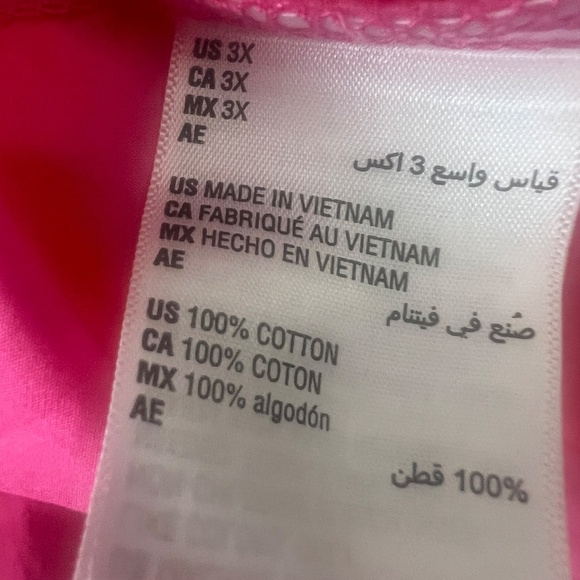 US 3X
CA 3X
MX 3X
AE
قياس واسع 3 اكس
US MADE IN VIETNAM
CA FABRIQUÉ AU VIETNAM
MX HECHO EN VIETNAM
AE
صُنع في فيتنام
US 100% COTTON
CA 100% COTON
MX 100% algodón
AE
100% قطن